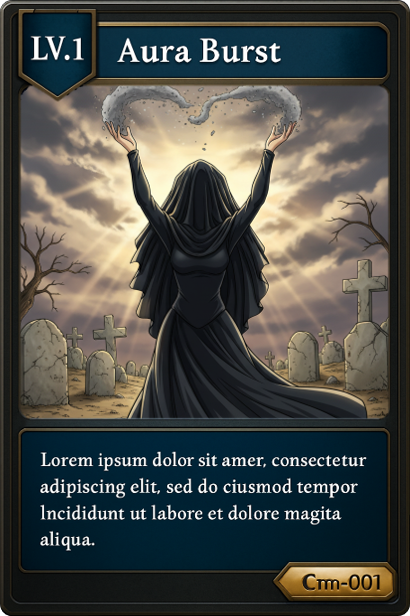 LV.1
Aura Burst
Lorem ipsum dolor sit amer, consectetur
adipiscing elit, sed do ciusmod tempor
Incididunt ut labore et dolore magita
aliqua.
Crm-001